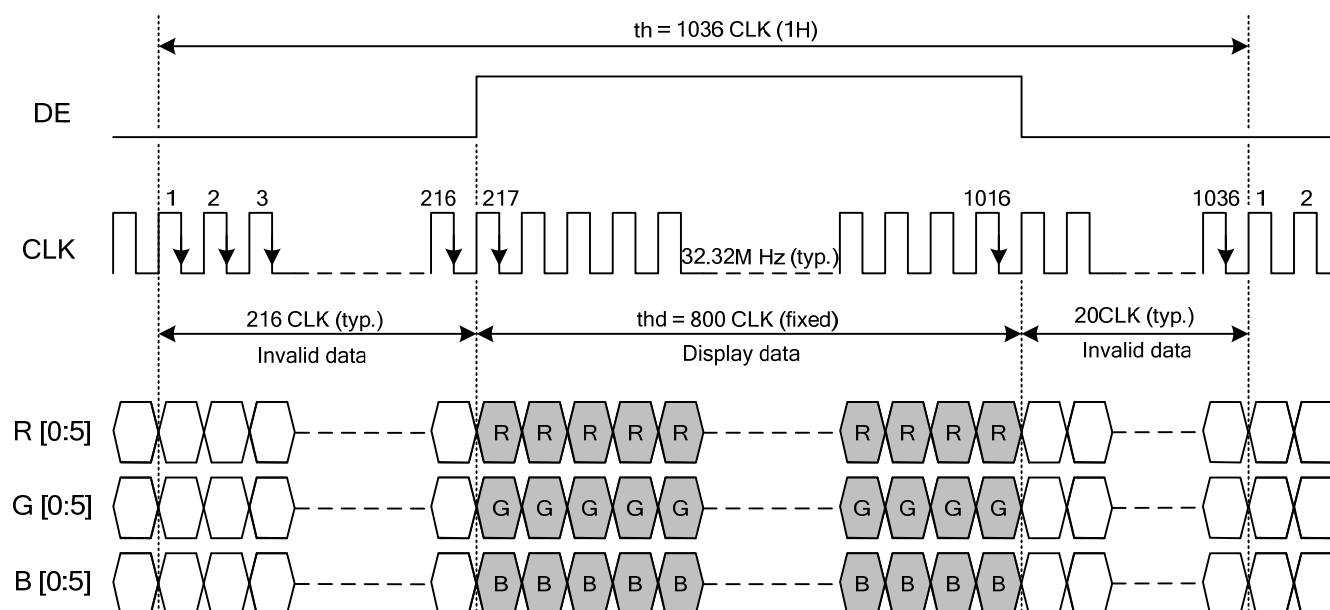 th = 1036 CLK (1H)
DE
1 2 3 216 217 1016 1036 1 2
CLK
32.32M Hz (typ.)
216 CLK (typ.) thd = 800 CLK (fixed) 20CLK (typ.)
Invalid data Display data Invalid data
R [0:5] R R R R R R R R R
G [0:5] G G G G G G G G G
B [0:5] B B B B B B B B B